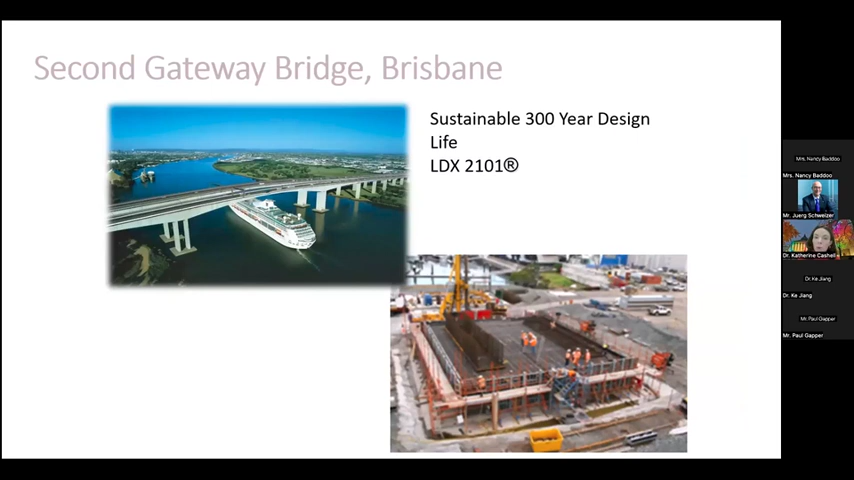 Second Gateway Bridge, Brisbane
Sustainable 300 Year Design
Life
LDX 2101®
Mrs. Nancy Baddoo
Mrs. Nancy Baddoo
Mr. Juerg Schweizer
Dr. Katherine Cashell
Dr. Ke Jiang
Dr. Ke Jiang
Mr. Paul Gapper
Mr. Paul Gapper